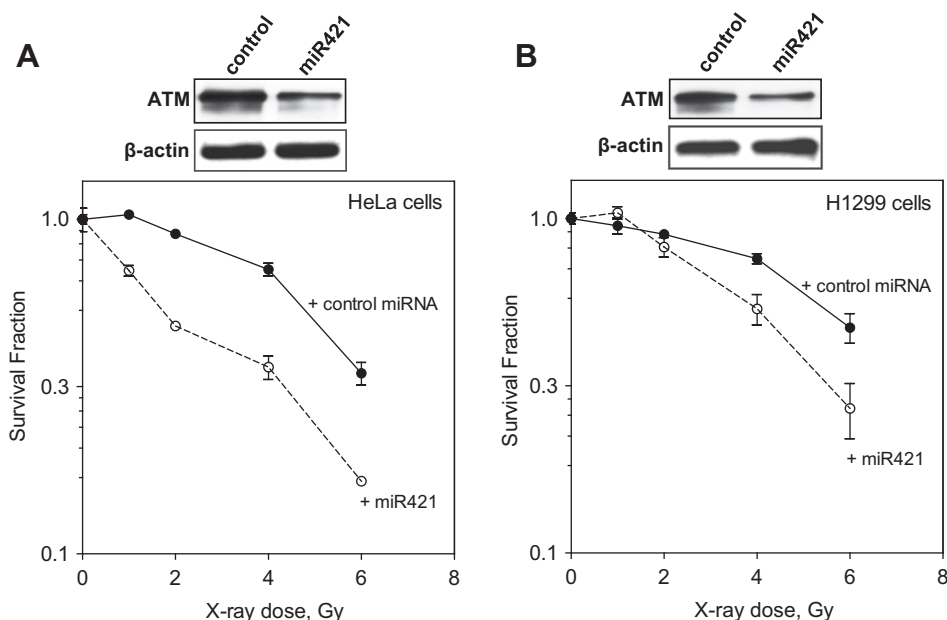 A
control
miR421
ATM
β-actin
HeLa cells
1.0
0.3
0.1
+ control miRNA
+ miR421
Survival Fraction
0
2
4
6
8
X-ray dose, Gy
B
control
miR421
ATM
β-actin
H1299 cells
1.0
0.3
0.1
+ control miRNA
+ miR421
Survival Fraction
0
2
4
6
8
X-ray dose, Gy